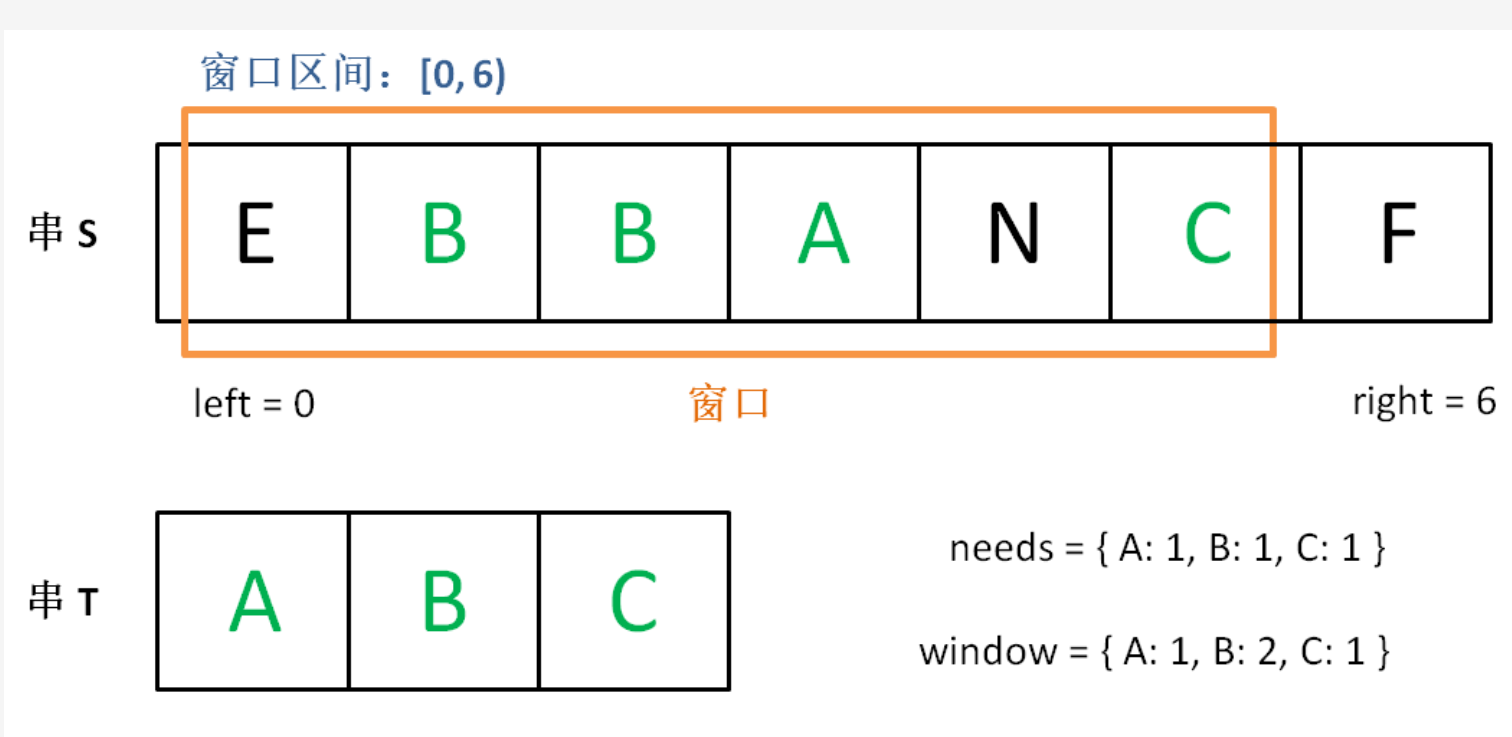 窗口区间：[0, 6)
串 S E B B A N C F
left = 0 窗口 right = 6
串 T A B C
needs = { A: 1, B: 1, C: 1 }
window = { A: 1, B: 2, C: 1 }